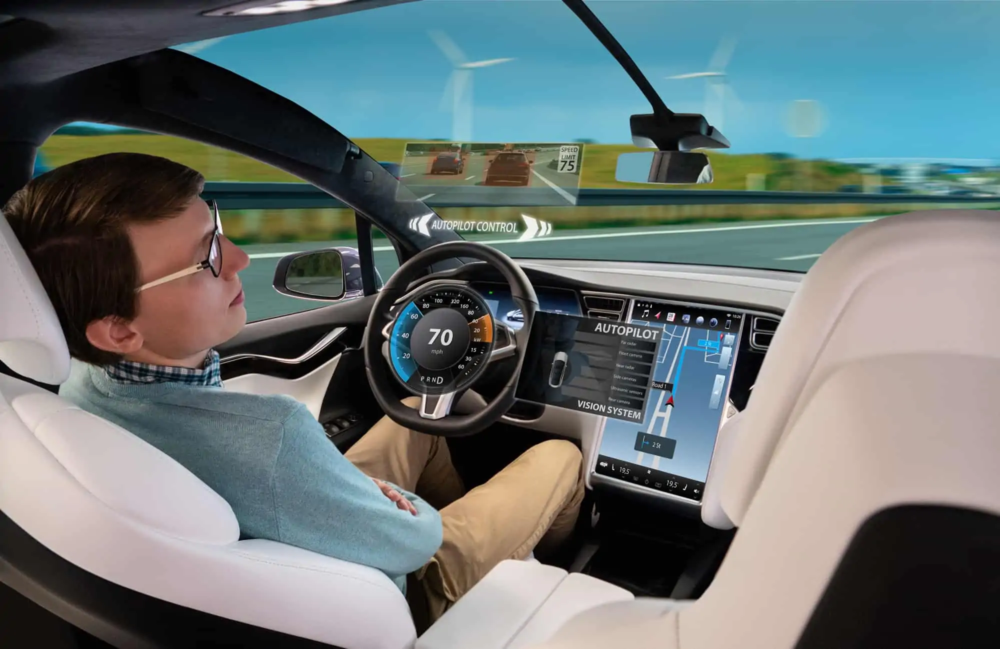 SPEED
LIMIT
75
AUTOPILOT CONTROL
100 320
80 160
60 80
40
40 20
kW
20 15
30
60
70
mph
P R N D
AUTOPILOT
Far radar
Front camera
Near radar
Side cameras
Ultrasonic sensors
Rear camera
VISION SYSTEM
28
10:26
2 St
Road 1
2 St
19,5
19,5